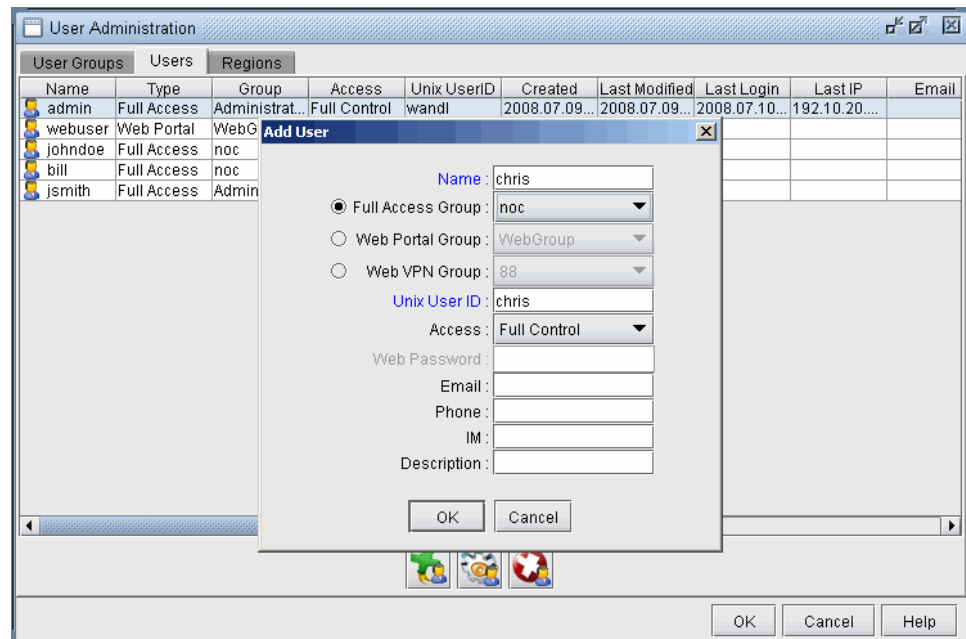 User Administration
User Groups Users Regions
Name Type Group Access Unix UserID Created Last Modified Last Login Last IP Email
admin Full Access Administrat... Full Control wandl 2008.07.09... 2008.07.09... 2008.07.10... 192.10.20....
webuser Web Portal WebG
johndoe Full Access noc
bill Full Access noc
jsmith Full Access Admin
Add User
Name : chris
Full Access Group : noc
Web Portal Group : WebGroup
Web VPN Group : 88
Unix User ID : chris
Access : Full Control
Web Password :
Email :
Phone :
IM :
Description :
OK Cancel
OK Cancel Help